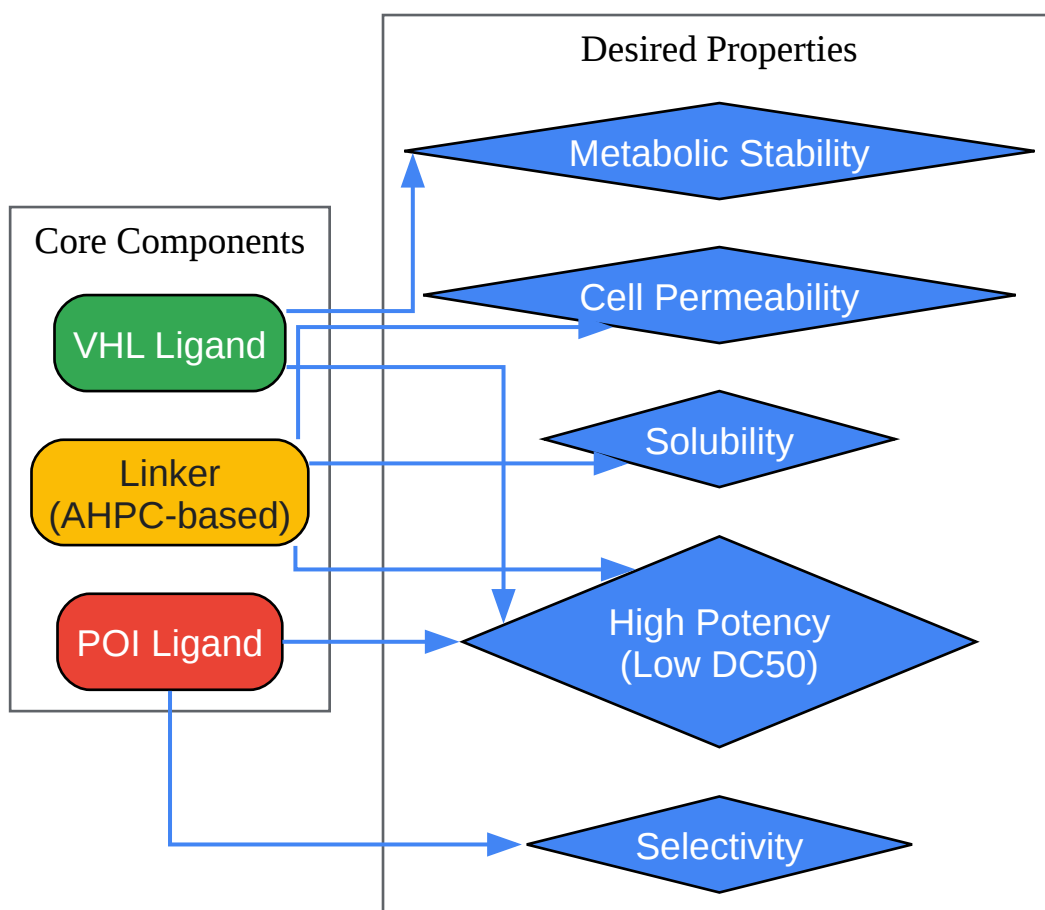 Core Components
VHL Ligand
Linker
(AHPC-based)
POI Ligand
Desired Properties
Metabolic Stability
Cell Permeability
Solubility
High Potency
(Low DC50)
Selectivity